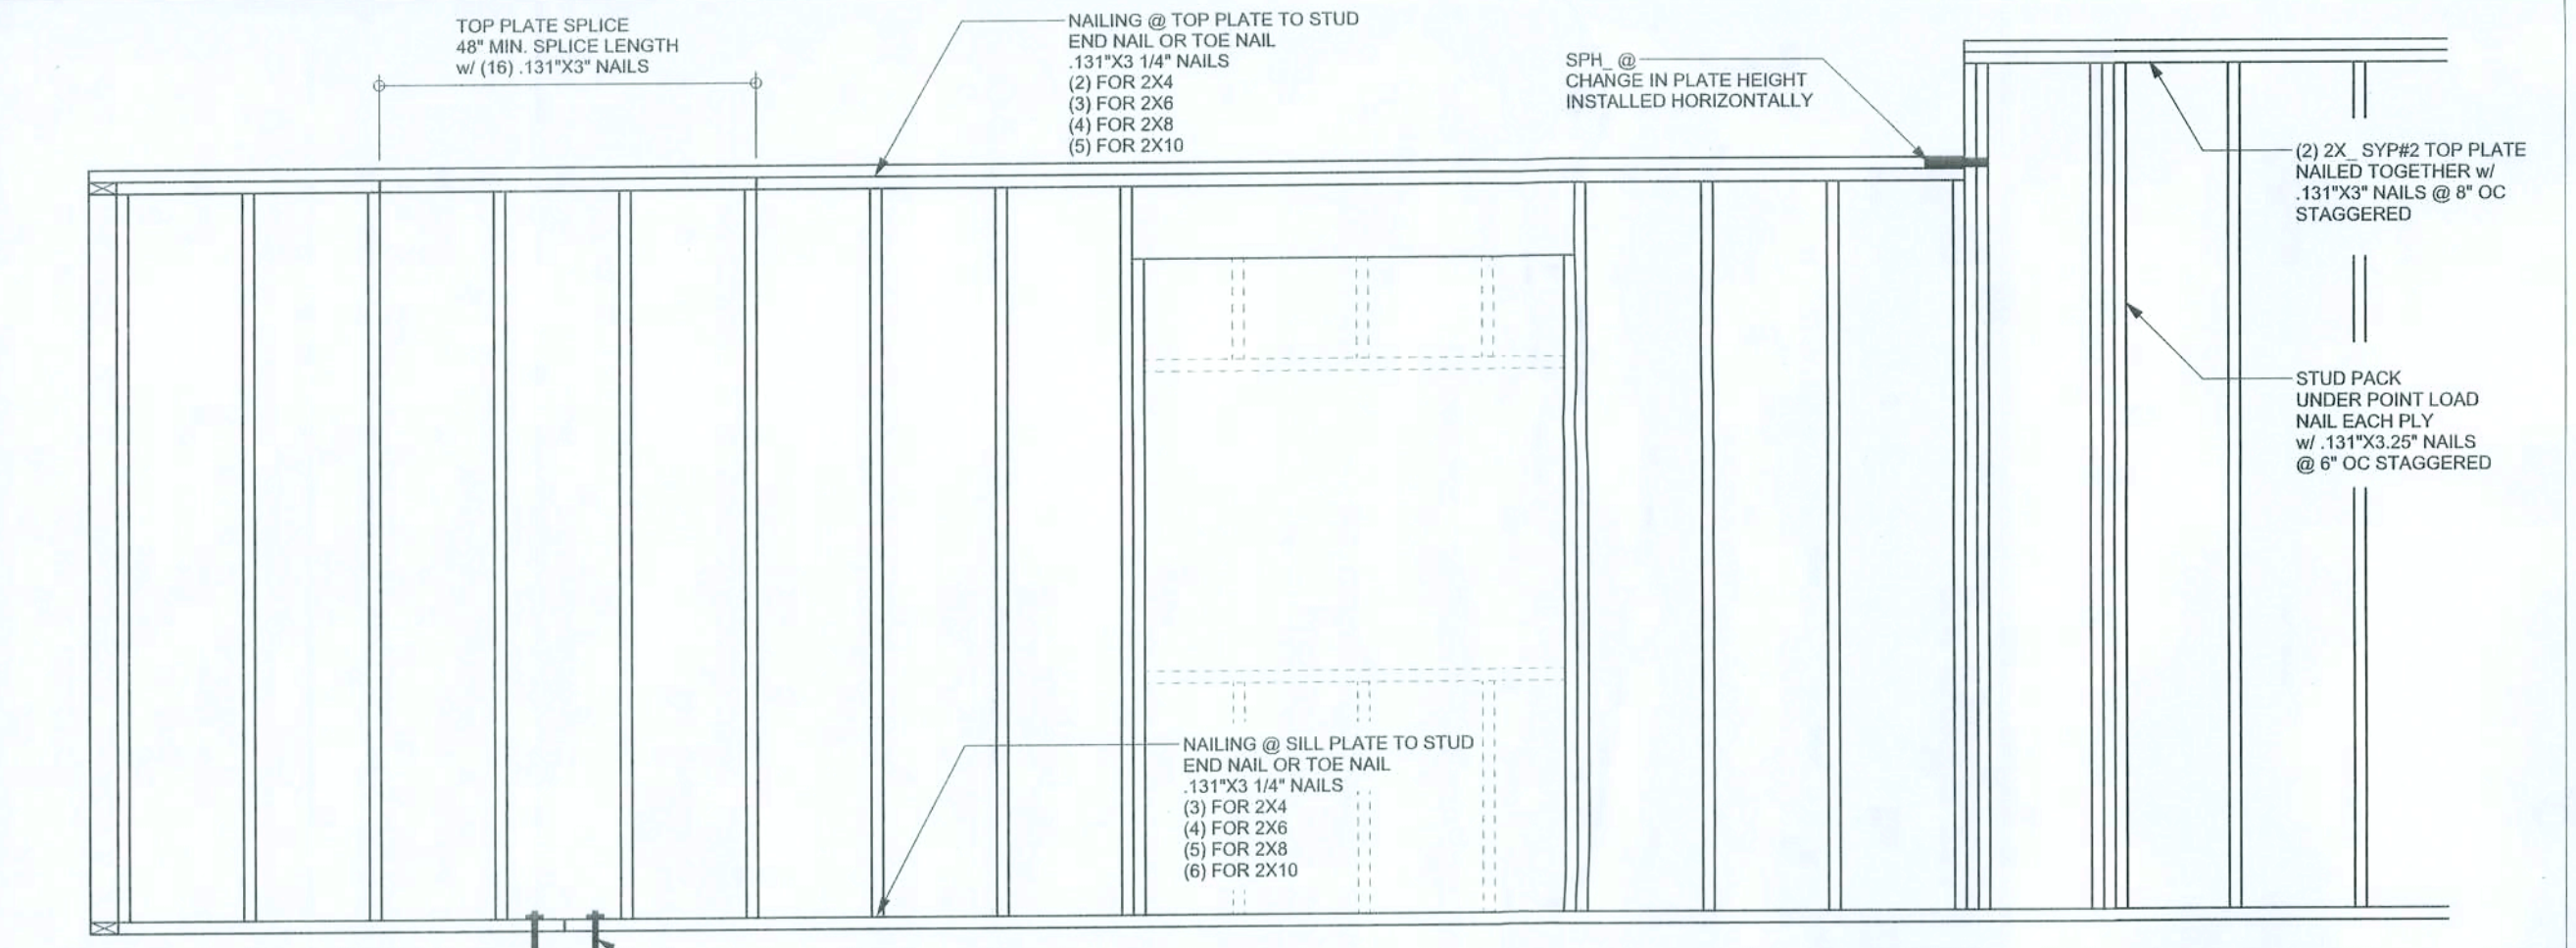 TOP PLATE SPLICE
48" MIN. SPLICE LENGTH
w/ (16) .131"X3" NAILS
NAILING @ TOP PLATE TO STUD
END NAIL OR TOE NAIL
.131"X3 1/4" NAILS
(2) FOR 2X4
(3) FOR 2X6
(4) FOR 2X8
(5) FOR 2X10
SPH_ @
CHANGE IN PLATE HEIGHT
INSTALLED HORIZONTALLY
(2) 2X_ SYP#2 TOP PLATE
NAILED TOGETHER w/
.131"X3" NAILS @ 8" OC
STAGGERED
STUD PACK
UNDER POINT LOAD
NAIL EACH PLY
w/ .131"X3.25" NAILS
@ 6" OC STAGGERED
NAILING @ SILL PLATE TO STUD
END NAIL OR TOE NAIL
.131"X3 1/4" NAILS
(3) FOR 2X4
(4) FOR 2X6
(5) FOR 2X8
(6) FOR 2X10